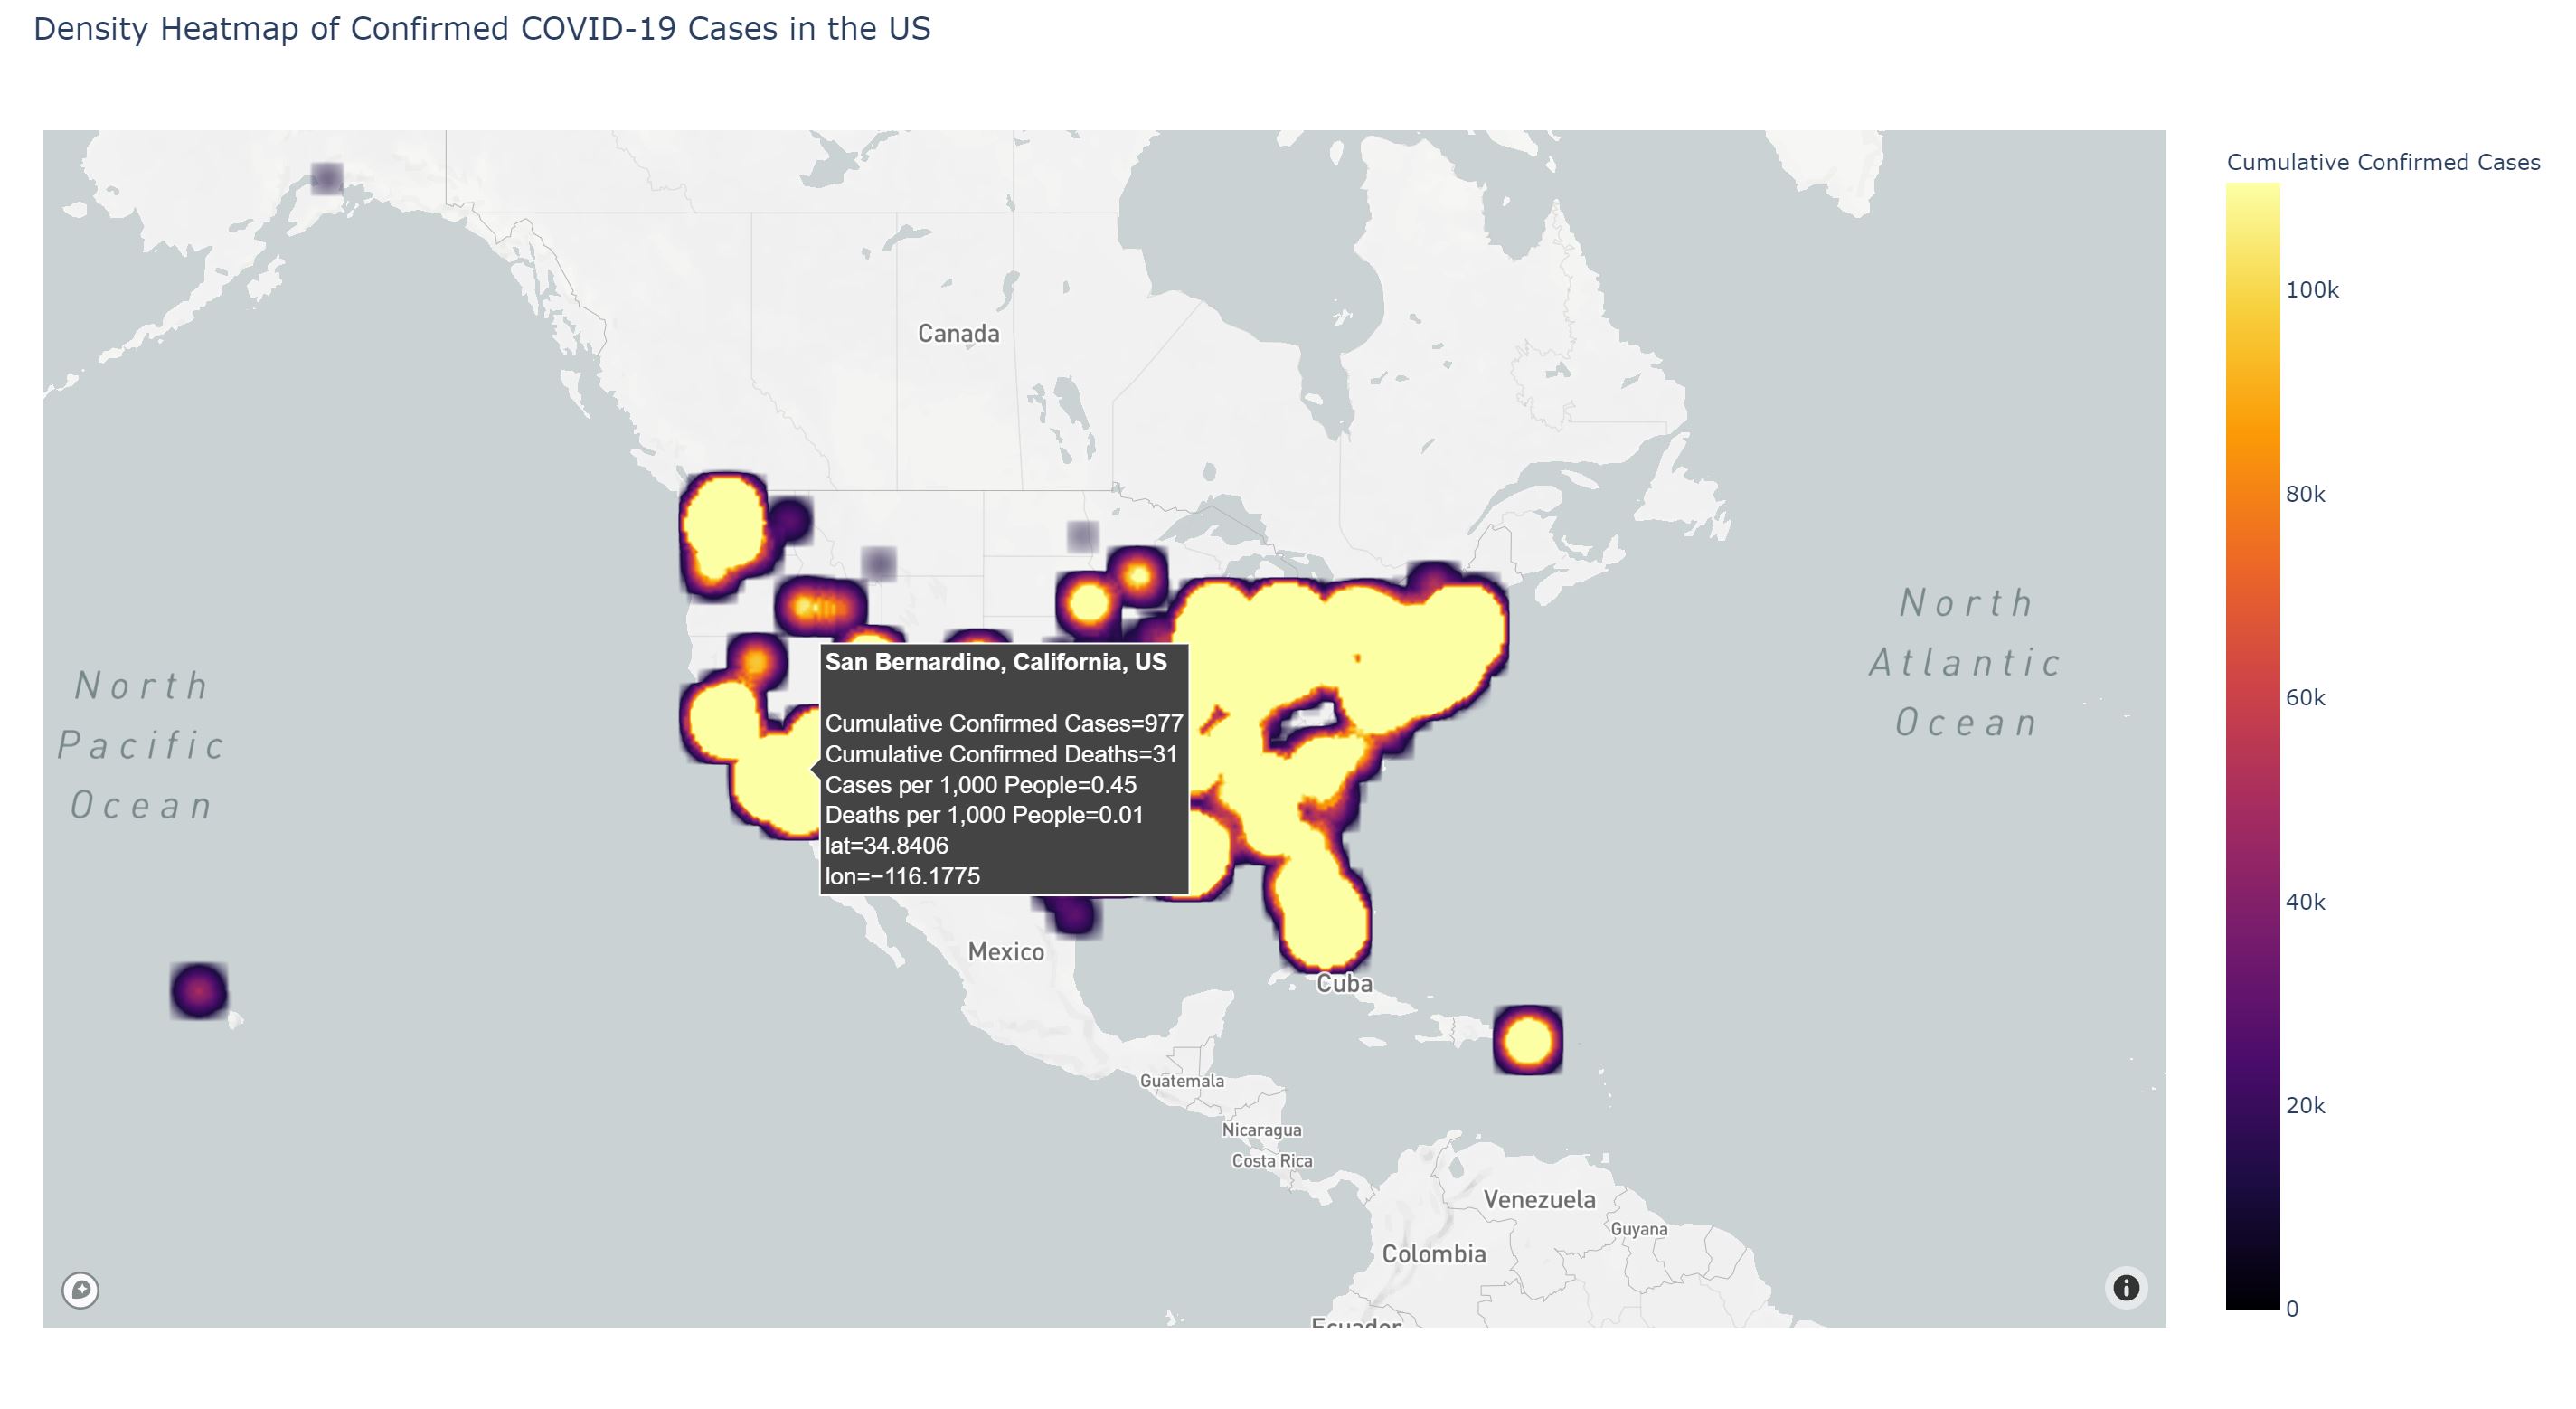 Density Heatmap of Confirmed COVID-19 Cases in the US
Cumulative Confirmed Cases
100k
80k
60k
40k
20k
0
Canada
North
Pacific
Ocean
North
Atlantic
Ocean
San Bernardino, California, US
Cumulative Confirmed Cases=977
Cumulative Confirmed Deaths=31
Cases per 1,000 People=0.45
Deaths per 1,000 People=0.01
lat=34.8406
lon=−116.1775
Mexico
Cuba
Guatemala
Nicaragua
Costa Rica
Venezuela
Guyana
Colombia
Ecuador